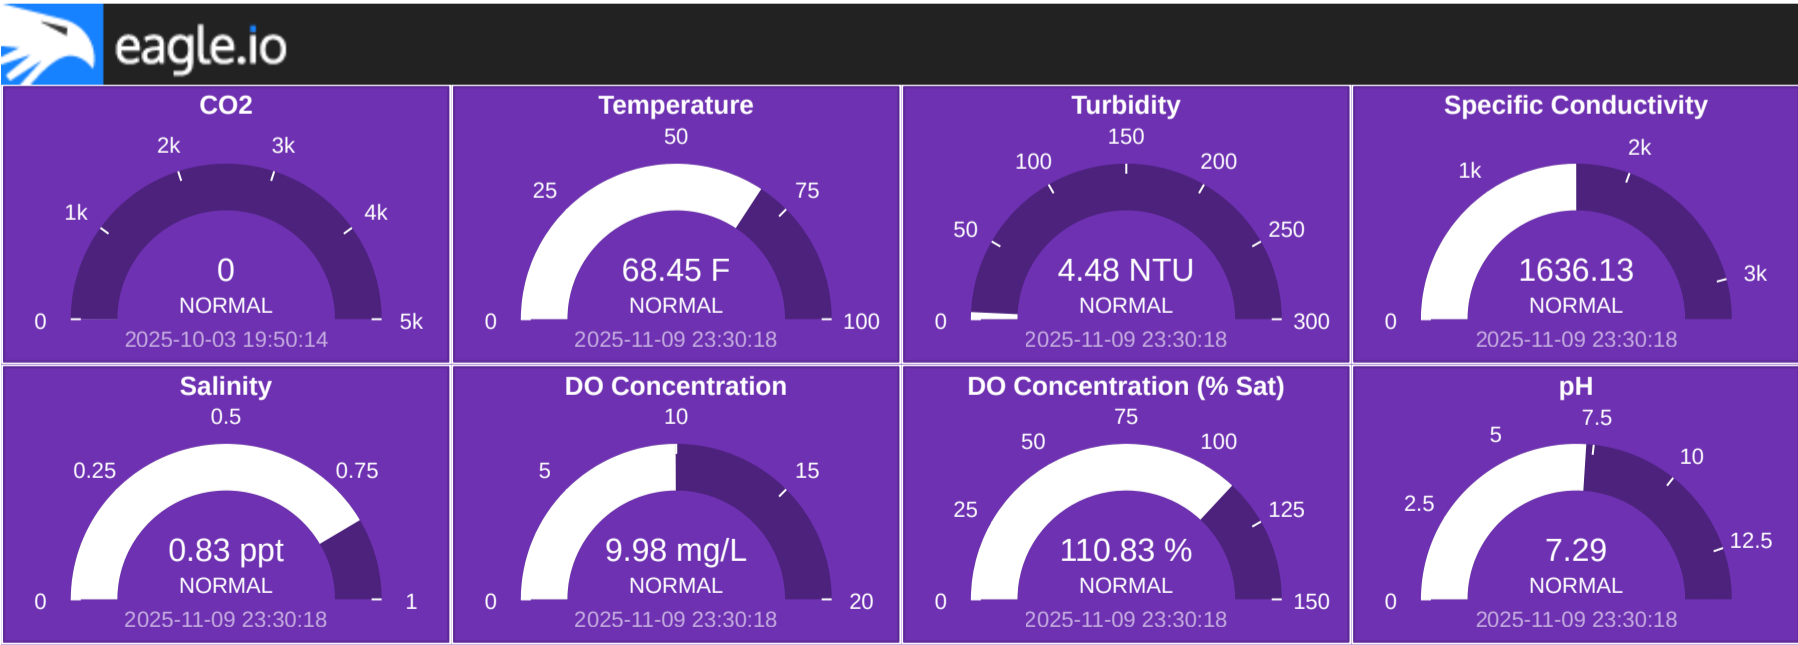 eagle.io
CO2
0
1k
2k
3k
4k
5k
0
NORMAL
2025-10-03 19:50:14
Temperature
0
25
50
75
100
68.45 F
NORMAL
2025-11-09 23:30:18
Turbidity
0
50
100
150
200
250
300
4.48 NTU
NORMAL
2025-11-09 23:30:18
Specific Conductivity
0
1k
2k
3k
1636.13
NORMAL
2025-11-09 23:30:18
Salinity
0
0.25
0.5
0.75
1
0.83 ppt
NORMAL
2025-11-09 23:30:18
DO Concentration
0
5
10
15
20
9.98 mg/L
NORMAL
2025-11-09 23:30:18
DO Concentration (% Sat)
0
25
50
75
100
125
150
110.83 %
NORMAL
2025-11-09 23:30:18
pH
0
2.5
5
7.5
10
12.5
7.29
NORMAL
2025-11-09 23:30:18